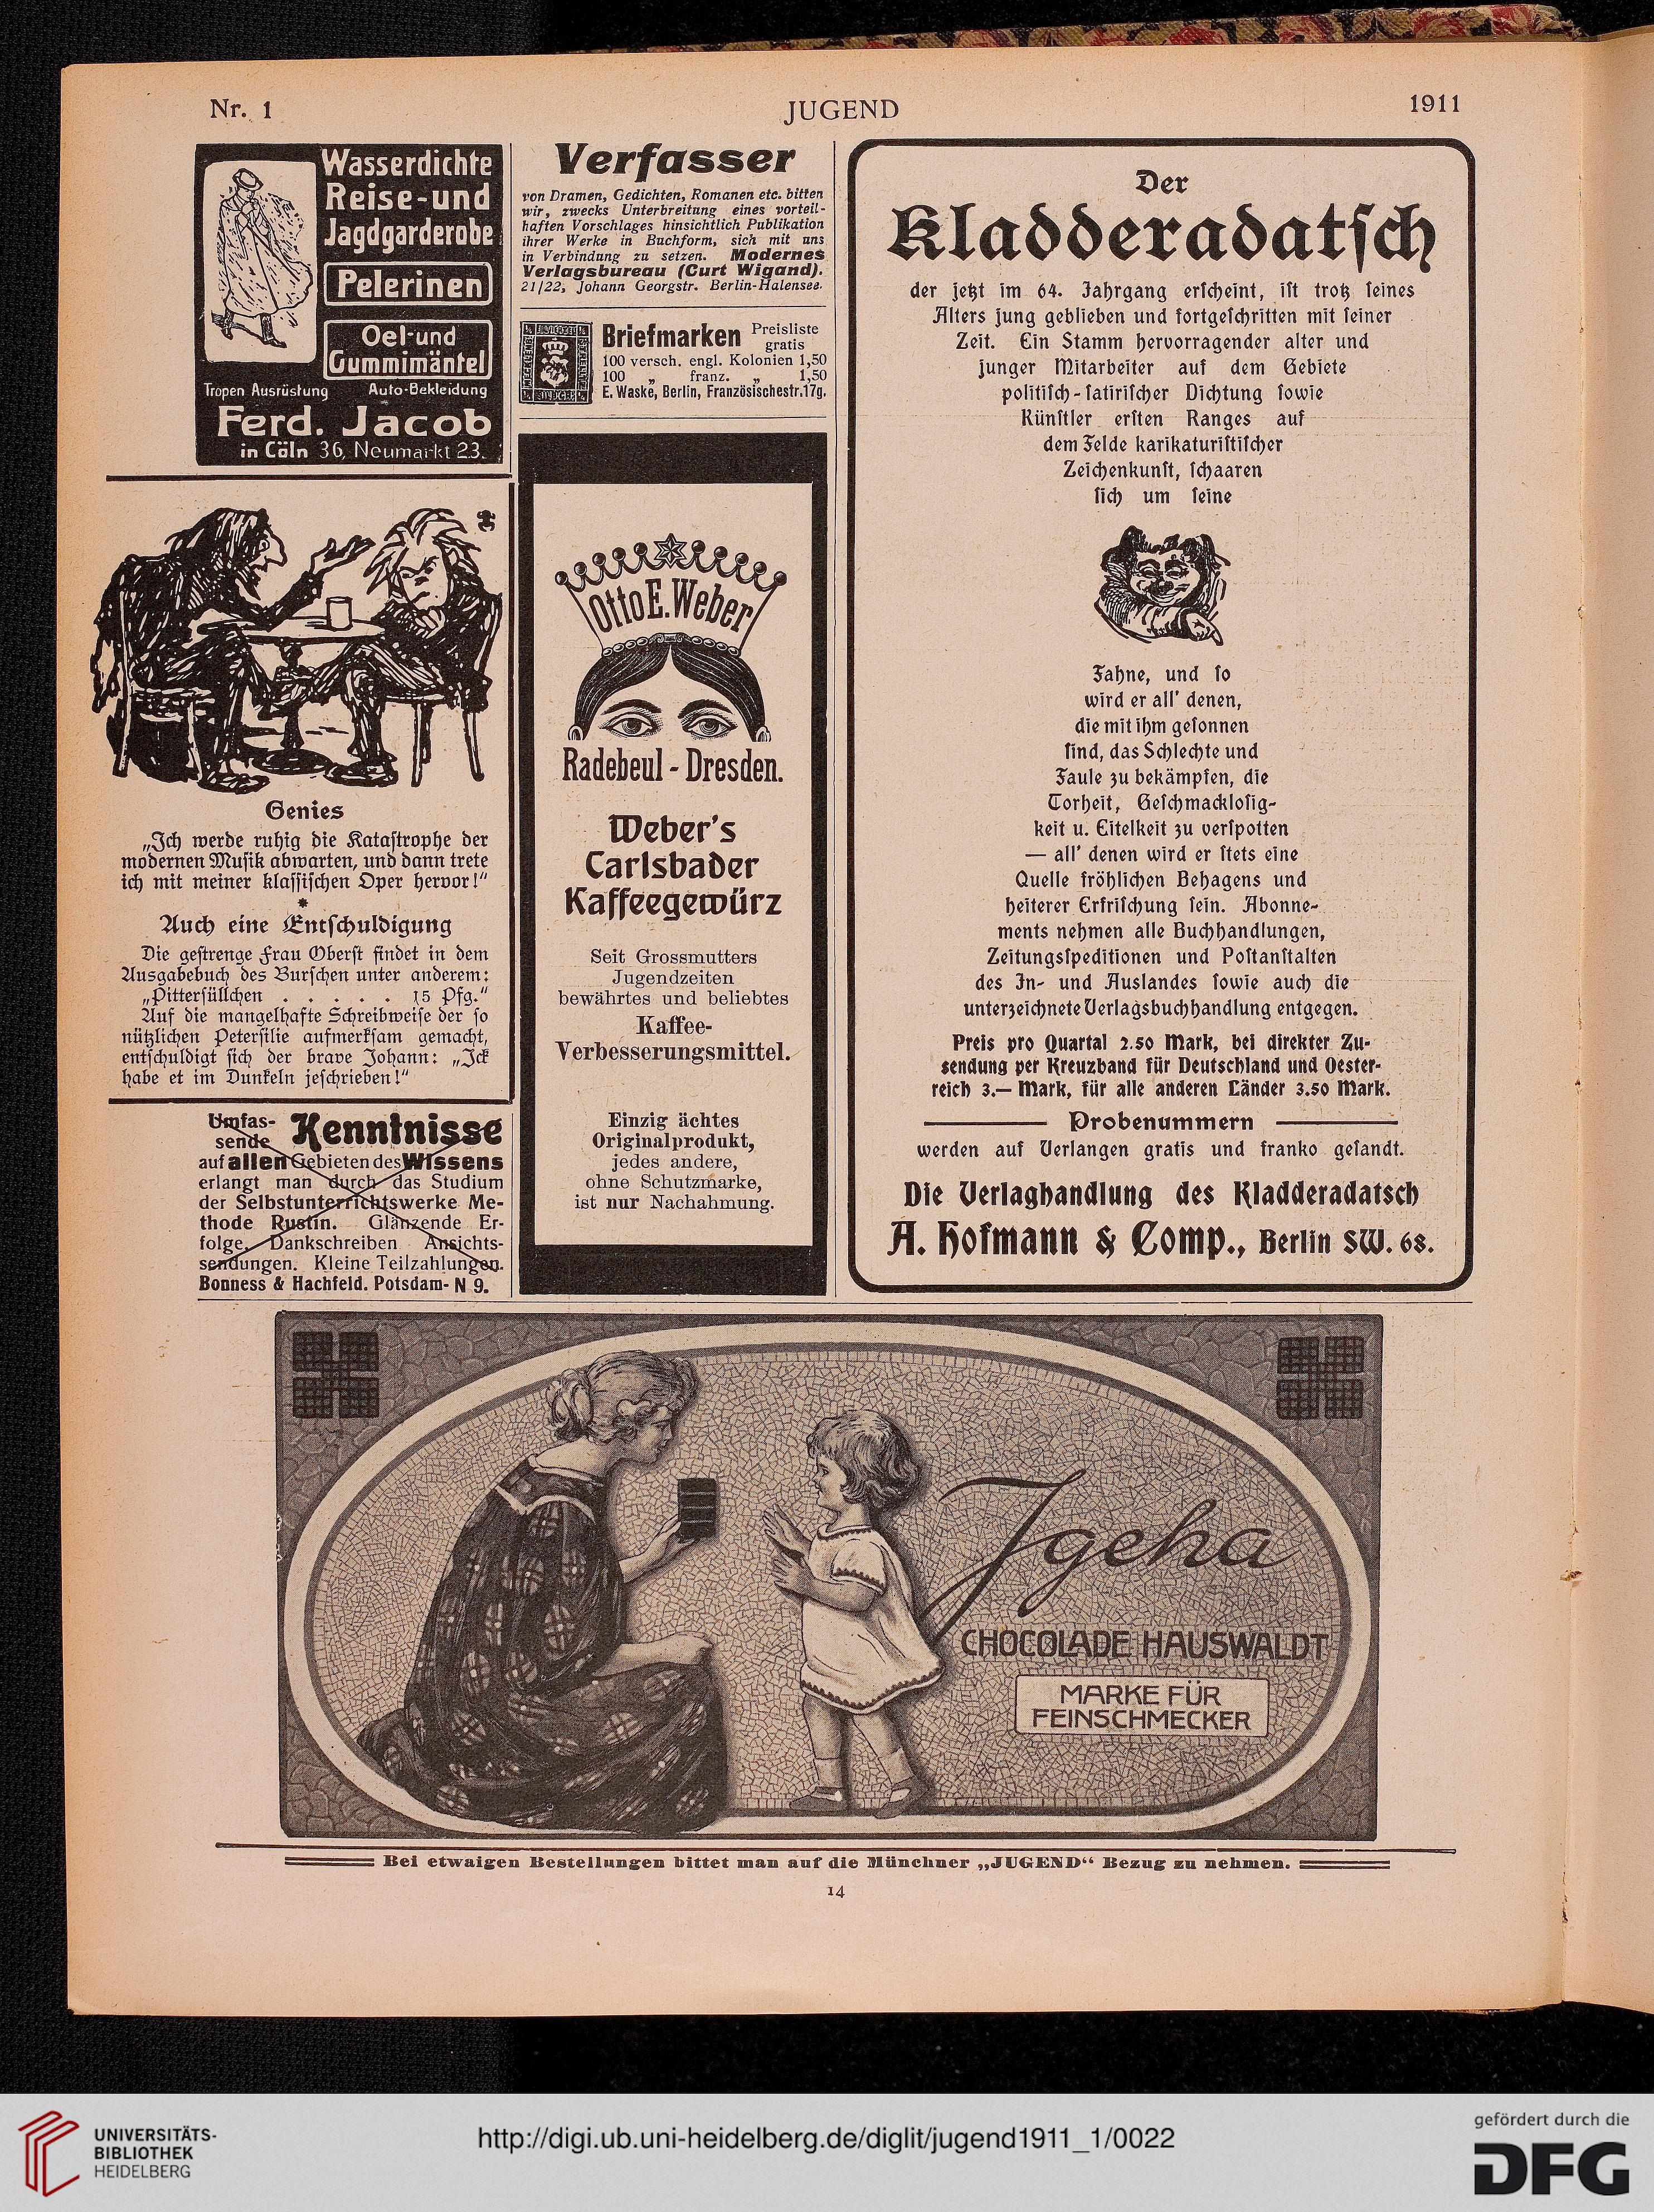 Nr. 1
JUGEND
1911
Wasserdichte
Reise-und
Jagdgarderobe
Pelerinen
Oel-und
Gummimäntel
Tropen Ausrüstung Auto-Bekleidung
Ferd. Jacob
in Cöln 36, Neumarkt 23.
Genies
„Ich werde ruhig die Kataſtrophe der
modernen Muſik abwarten, und dann trete
ich mit meiner klaſſiſchen Oper hervor!“
*
Auch eine Entſchuldigung
Die geſtrenge Frau Oberſt findet in dem
Ausgabebuch des Burſchen unter anderem:
„Pitterfüllchen . . . . . 15 Pfg.“
Auf die mangelhafte Schreibweiſe der ſo
nützlichen Peterſilie aufmerkſam gemacht,
entſchuldigt ſich der brave Johann: „Ick
habe et im Dunkeln jeſchrieben!“
Umfas-
sende Kenntnisse
auf allen Gebieten des Wissens
erlangt man durch das Studium
der Selbstunterrichtswerke Me-
thode Rustin. Glänzende Er-
folge. Dankschreiben Ansichts-
sendungen. Kleine Teilzahlungen.
Bonness & Hachfeld. Potsdam-N 9.
Verfasser
von Dramen, Gedichten, Romanen etc. bitten
wir, zwecks Unterbreitung eines vorteil-
haften Vorschlages hinsichtlich Publikation
ihrer Werke in Buchform, sich mit uns
in Verbindung zu setzen. Modernes
Verlagsbureau (Curt Wigand).
21/22, Johann Georgstr. Berlin-Halensee.
Briefmarken Preisliste
gratis
100 versch. engl. Kolonien 1,50
100 „ franz. „ 1,50
E. Waske, Berlin, Französischestr. 17g.
Otto E. Weber
Radebeul - Dresden.
Weber's
Carlsbader
Kaffeegewürz
Seit Grossmutters
Jugendzeiten
bewährtes und beliebtes
Kaffee-
Verbesserungsmittel.
Einzig ächtes
Originalprodukt,
jedes andere,
ohne Schutzmarke,
ist nur Nachahmung.
Der
Kladderadatſch
der jetzt im 64. Jahrgang erſcheint, iſt trotz ſeines
Alters jung geblieben und fortgeſchritten mit ſeiner
Zeit. Ein Stamm hervorragender alter und
junger Mitarbeiter auf dem Gebiete
politiſch-ſatiriſcher Dichtung ſowie
Künſtler erſten Ranges auf
dem Felde karikaturiſtiſcher
Zeichenkunſt, ſchaaren
ſich um ſeine
Fahne, und ſo
wird er all' denen,
die mit ihm geſonnen
ſind, das Schlechte und
Faule zu bekämpfen, die
Torheit, Geſchmackloſig-
keit u. Eitelkeit zu verſpotten
— all' denen wird er ſtets eine
Quelle fröhlichen Behagens und
heiterer Erfriſchung ſein. Abonne-
ments nehmen alle Buchhandlungen,
Zeitungsſpeditionen und Poſtanſtalten
des In- und Auslandes ſowie auch die
unterzeichnete Verlagsbuchhandlung entgegen.
Preis pro Quartal 2.50 Mark, bei direkter Zu-
sendung per Kreuzband für Deutschland und Oester-
reich 3.— Mark, für alle anderen Länder 3.50 Mark.
Probenummern
werden auf Verlangen gratis und franko geſandt.
Die Verlaghandlung des Kladderadatsch
A. Hofmann & Comp., Berlin SW. 68.
Igeha
CHOCOLADE HAUSWALDT
MARKE FÜR
FEINSCHMECKER
Bei etwaigen Bestellungen bittet man auf die Münchner „JUGEND“ Bezug zu nehmen.
14
UNIVERSITÄTS-
BIBLIOTHEK
HEIDELBERG
http://digi.ub.uni-heidelberg.de/diglit/jugend1911_1/0022
gefördert durch die
DFG